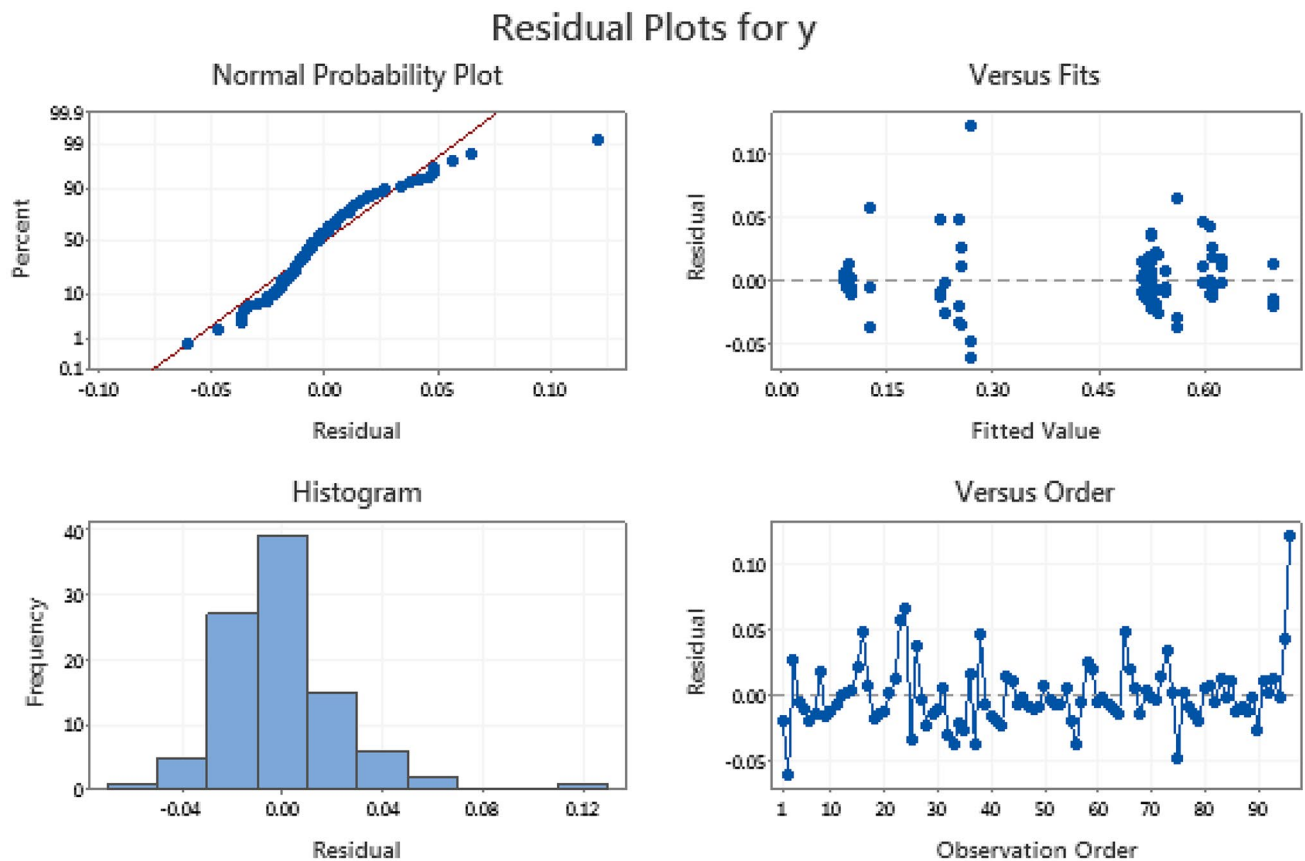 Residual Plots for y
Normal Probability Plot
99.9
99
90
50
10
1
0.1
Percent
-0.10 -0.05 0.00 0.05 0.10
Residual
Versus Fits
0.10
0.05
0.00
-0.05
Residual
0.00 0.15 0.30 0.45 0.60
Fitted Value
Histogram
40
30
20
10
0
Frequency
-0.04 0.00 0.04 0.08 0.12
Residual
Versus Order
0.10
0.05
0.00
-0.05
Residual
1 10 20 30 40 50 60 70 80 90
Observation Order